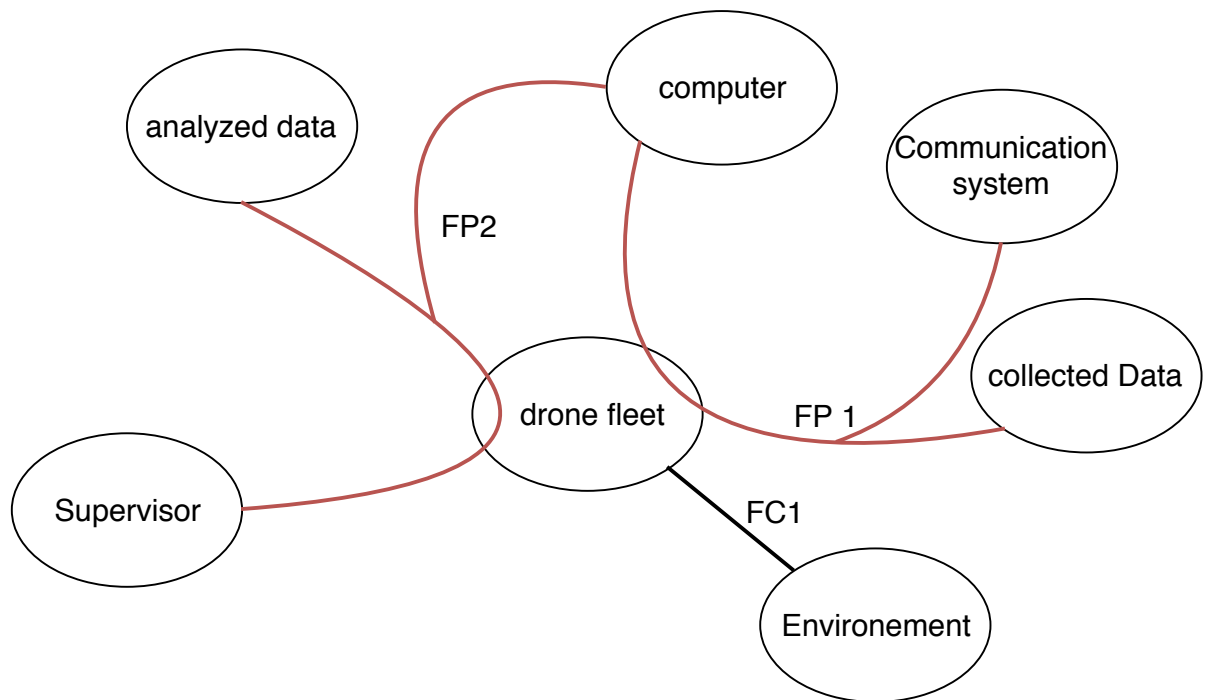 computer
analyzed data
Communication
system
FP2
collected Data
drone fleet
FP 1
Supervisor
FC1
Environement